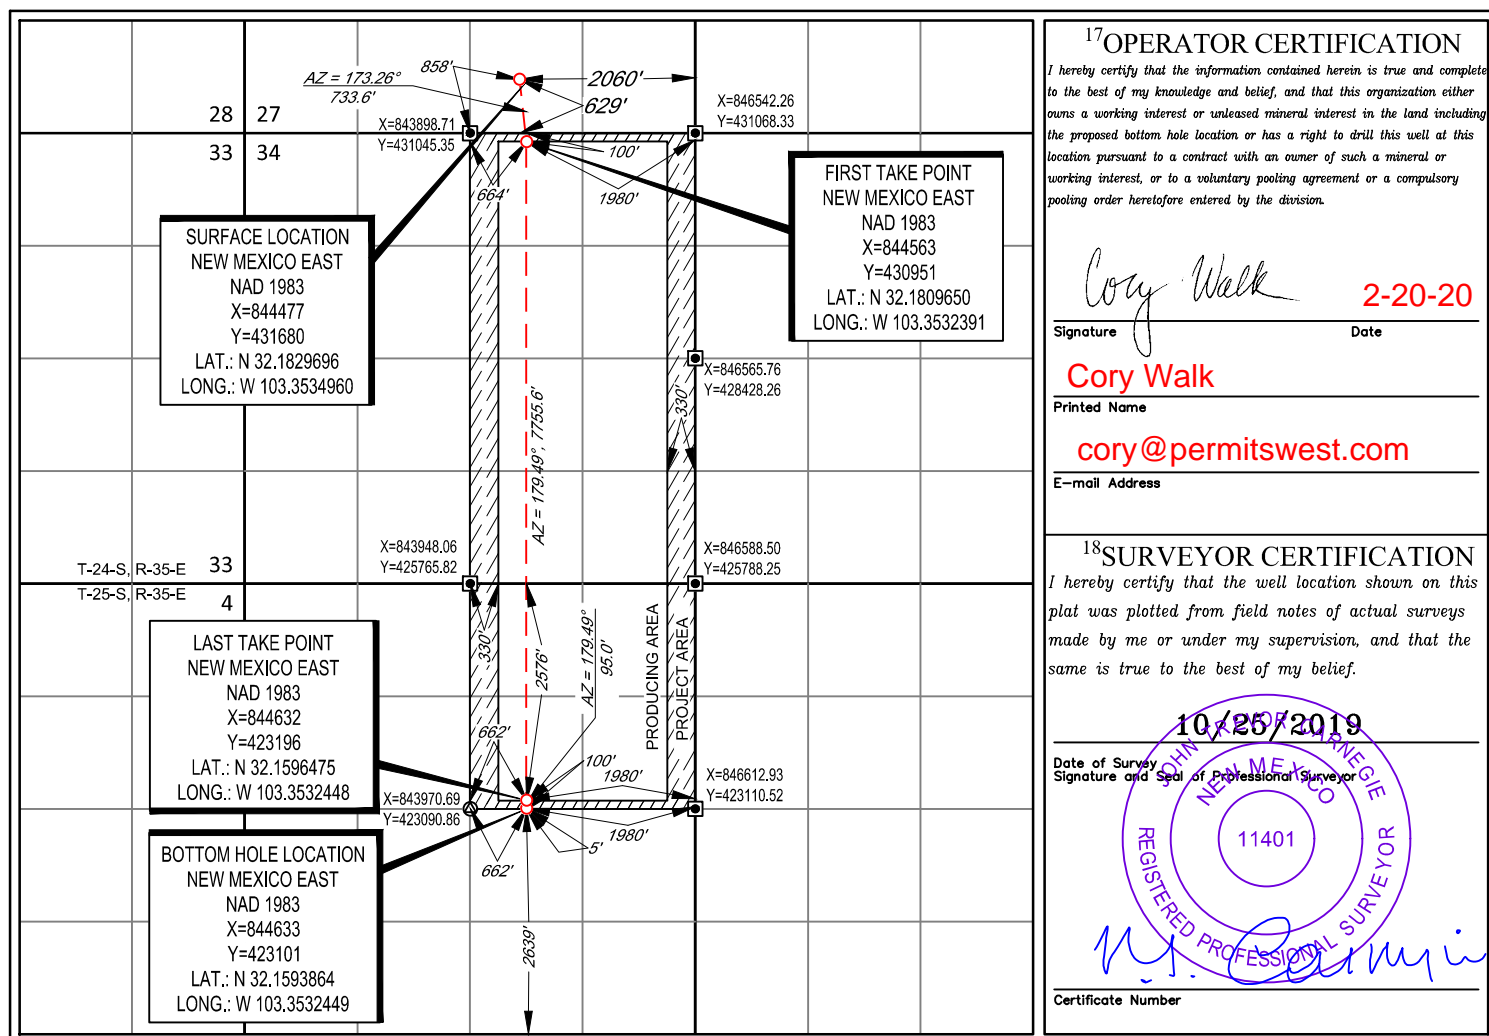 AZ = 173.26°
733.6'
858'
2060'
629'
28 27
33 34
X=843898.71
Y=431045.35
X=846542.26
Y=431068.33
100'
664'
1980'
SURFACE LOCATION
NEW MEXICO EAST
NAD 1983
X=844477
Y=431680
LAT.: N 32.1829696
LONG.: W 103.3534960
FIRST TAKE POINT
NEW MEXICO EAST
NAD 1983
X=844563
Y=430951
LAT.: N 32.1809650
LONG.: W 103.3532391
X=846565.76
Y=428428.26
330'
AZ = 179.49°, 7755.6'
X=843948.06
Y=425765.82
X=846588.50
Y=425788.25
T-24-S, R-35-E 33
T-25-S, R-35-E 4
330'
2576'
AZ = 179.49°
95.0'
PRODUCING AREA
PROJECT AREA
LAST TAKE POINT
NEW MEXICO EAST
NAD 1983
X=844632
Y=423196
LAT.: N 32.1596475
LONG.: W 103.3532448
662'
100'
1980'
X=843970.69
Y=423090.86
X=846612.93
Y=423110.52
1980'
5'
662'
BOTTOM HOLE LOCATION
NEW MEXICO EAST
NAD 1983
X=844633
Y=423101
LAT.: N 32.1593864
LONG.: W 103.3532449
2639'
17OPERATOR CERTIFICATION
I hereby certify that the information contained herein is true and complete
to the best of my knowledge and belief, and that this organization either
owns a working interest or unleased mineral interest in the land including
the proposed bottom hole location or has a right to drill this well at this
location pursuant to a contract with an owner of such a mineral or
working interest, or to a voluntary pooling agreement or a compulsory
pooling order heretofore entered by the division.
Cory Walk
2-20-20
Signature Date
Cory Walk
Printed Name
cory@permitswest.com
E-mail Address
18SURVEYOR CERTIFICATION
I hereby certify that the well location shown on this
plat was plotted from field notes of actual surveys
made by me or under my supervision, and that the
same is true to the best of my belief.
10/25/2019
Date of Survey
Signature and Seal of Professional Surveyor
JOHN TREVOR CARNEGIE
NEW MEXICO
11401
REGISTERED PROFESSIONAL SURVEYOR
Certificate Number